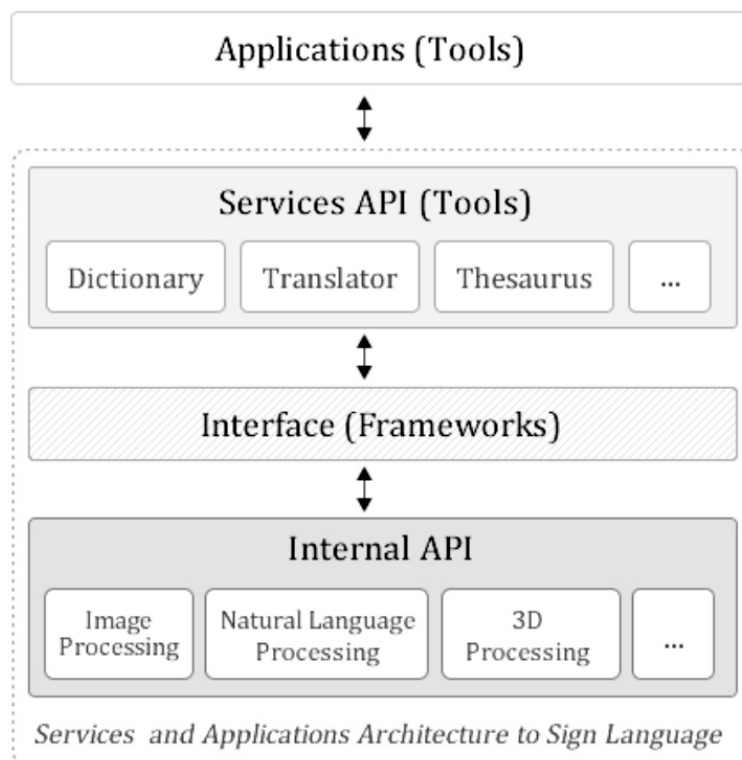 Applications (Tools)
Services API (Tools)
Dictionary
Translator
Thesaurus
...
Interface (Frameworks)
Internal API
Image
Processing
Natural Language
Processing
3D
Processing
...
Services and Applications Architecture to Sign Language